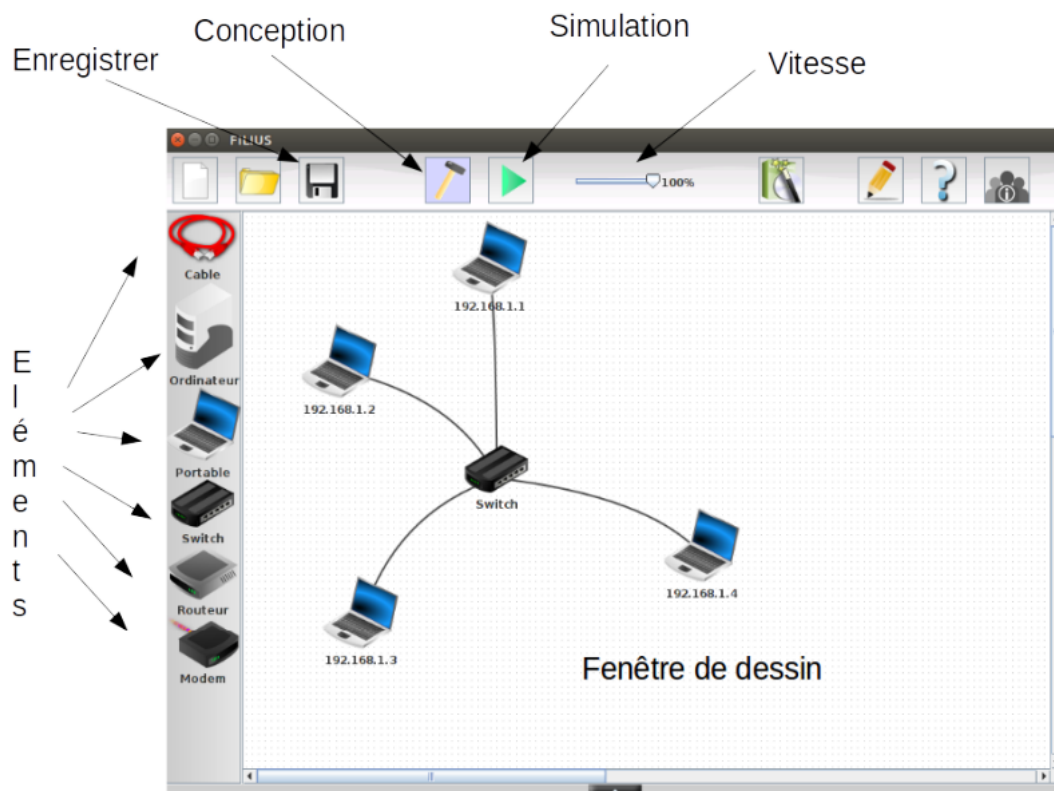 Conception
Simulation
Enregistrer
Vitesse
FILIUS
100%
Cable
Ordinateur
Portable
Switch
Routeur
Modem
E
l
é
m
e
n
t
s
192.168.1.1
192.168.1.2
Switch
192.168.1.4
192.168.1.3
Fenêtre de dessin